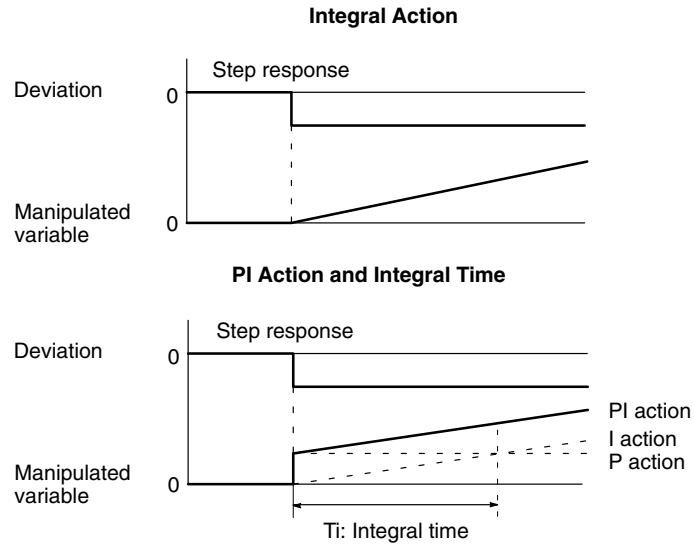 Integral Action
Step response
Deviation
0
Manipulated
variable
0
PI Action and Integral Time
Step response
Deviation
0
PI action
I action
P action
Manipulated
variable
0
Ti: Integral time